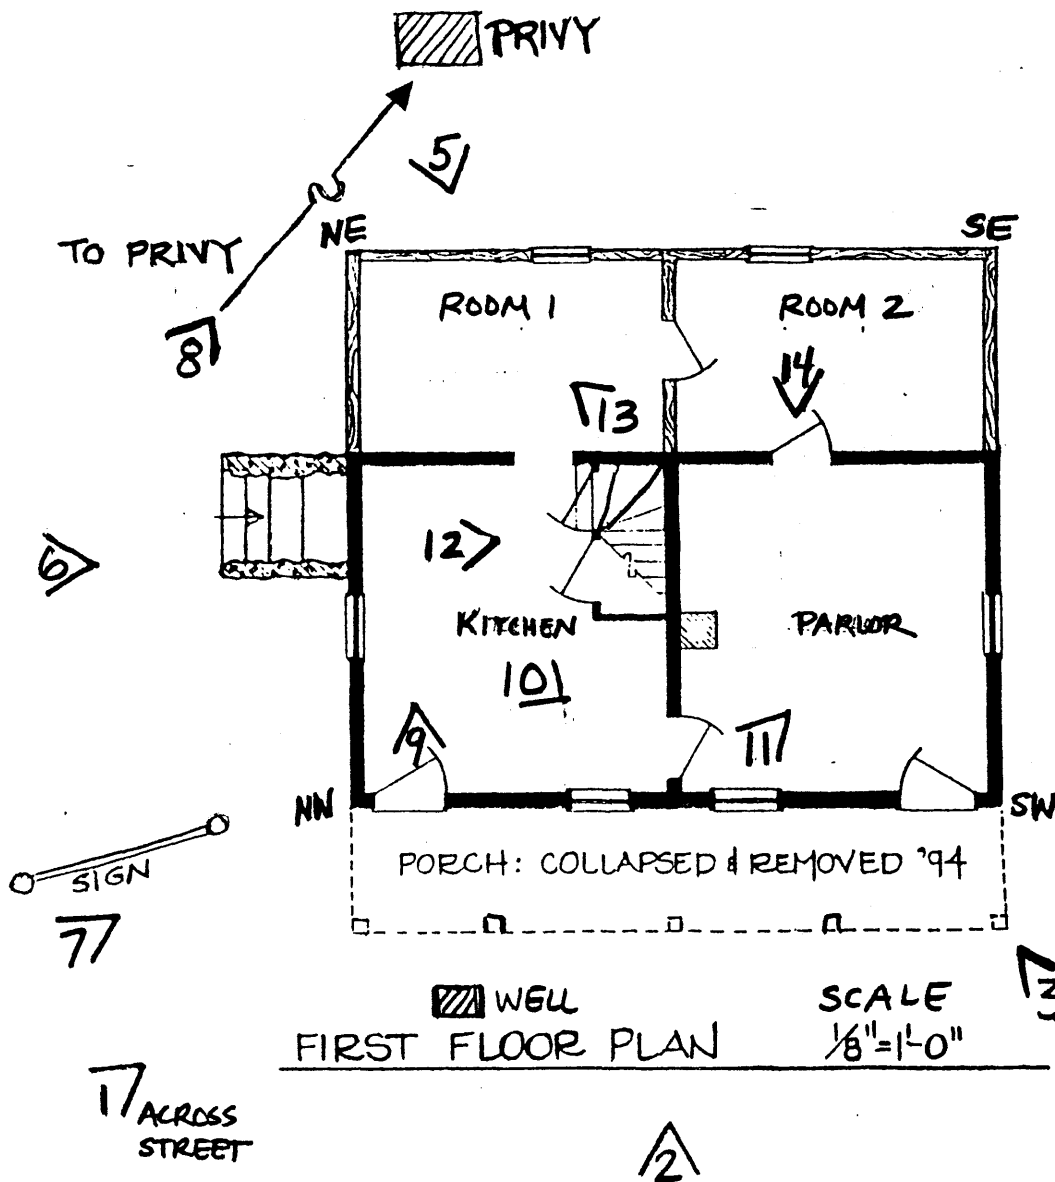 PRIVY
5
NE
SE
TO PRIVY
ROOM 1
ROOM 2
8
14
13
12
6
KITCHEN
PARLOR
101
9
11
NW
SW
PORCH: COLLAPSED & REMOVED '94
SIGN
7
3
WELL
SCALE
FIRST FLOOR PLAN
1/8"=1'-0"
1
ACROSS
STREET
2